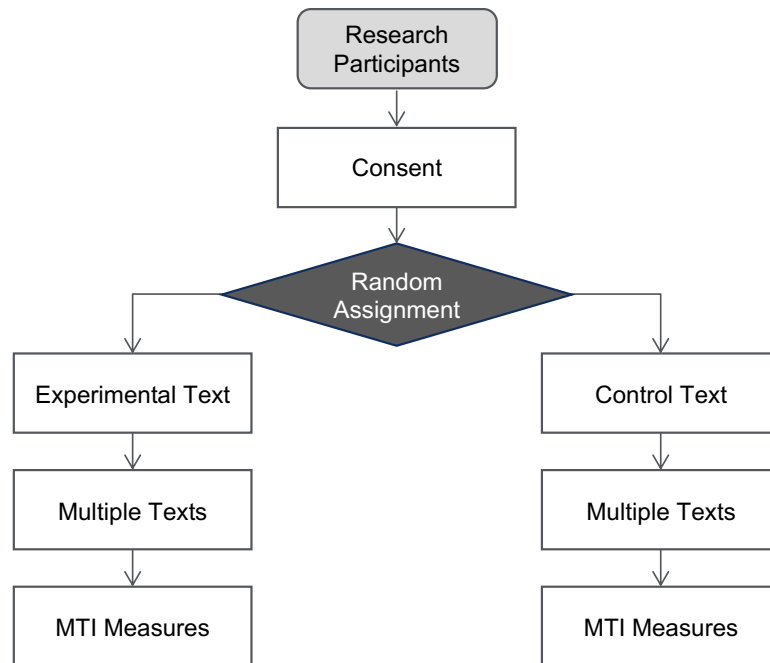 Research
Participants
Consent
Random
Assignment
Experimental Text
Control Text
Multiple Texts
Multiple Texts
MTI Measures
MTI Measures